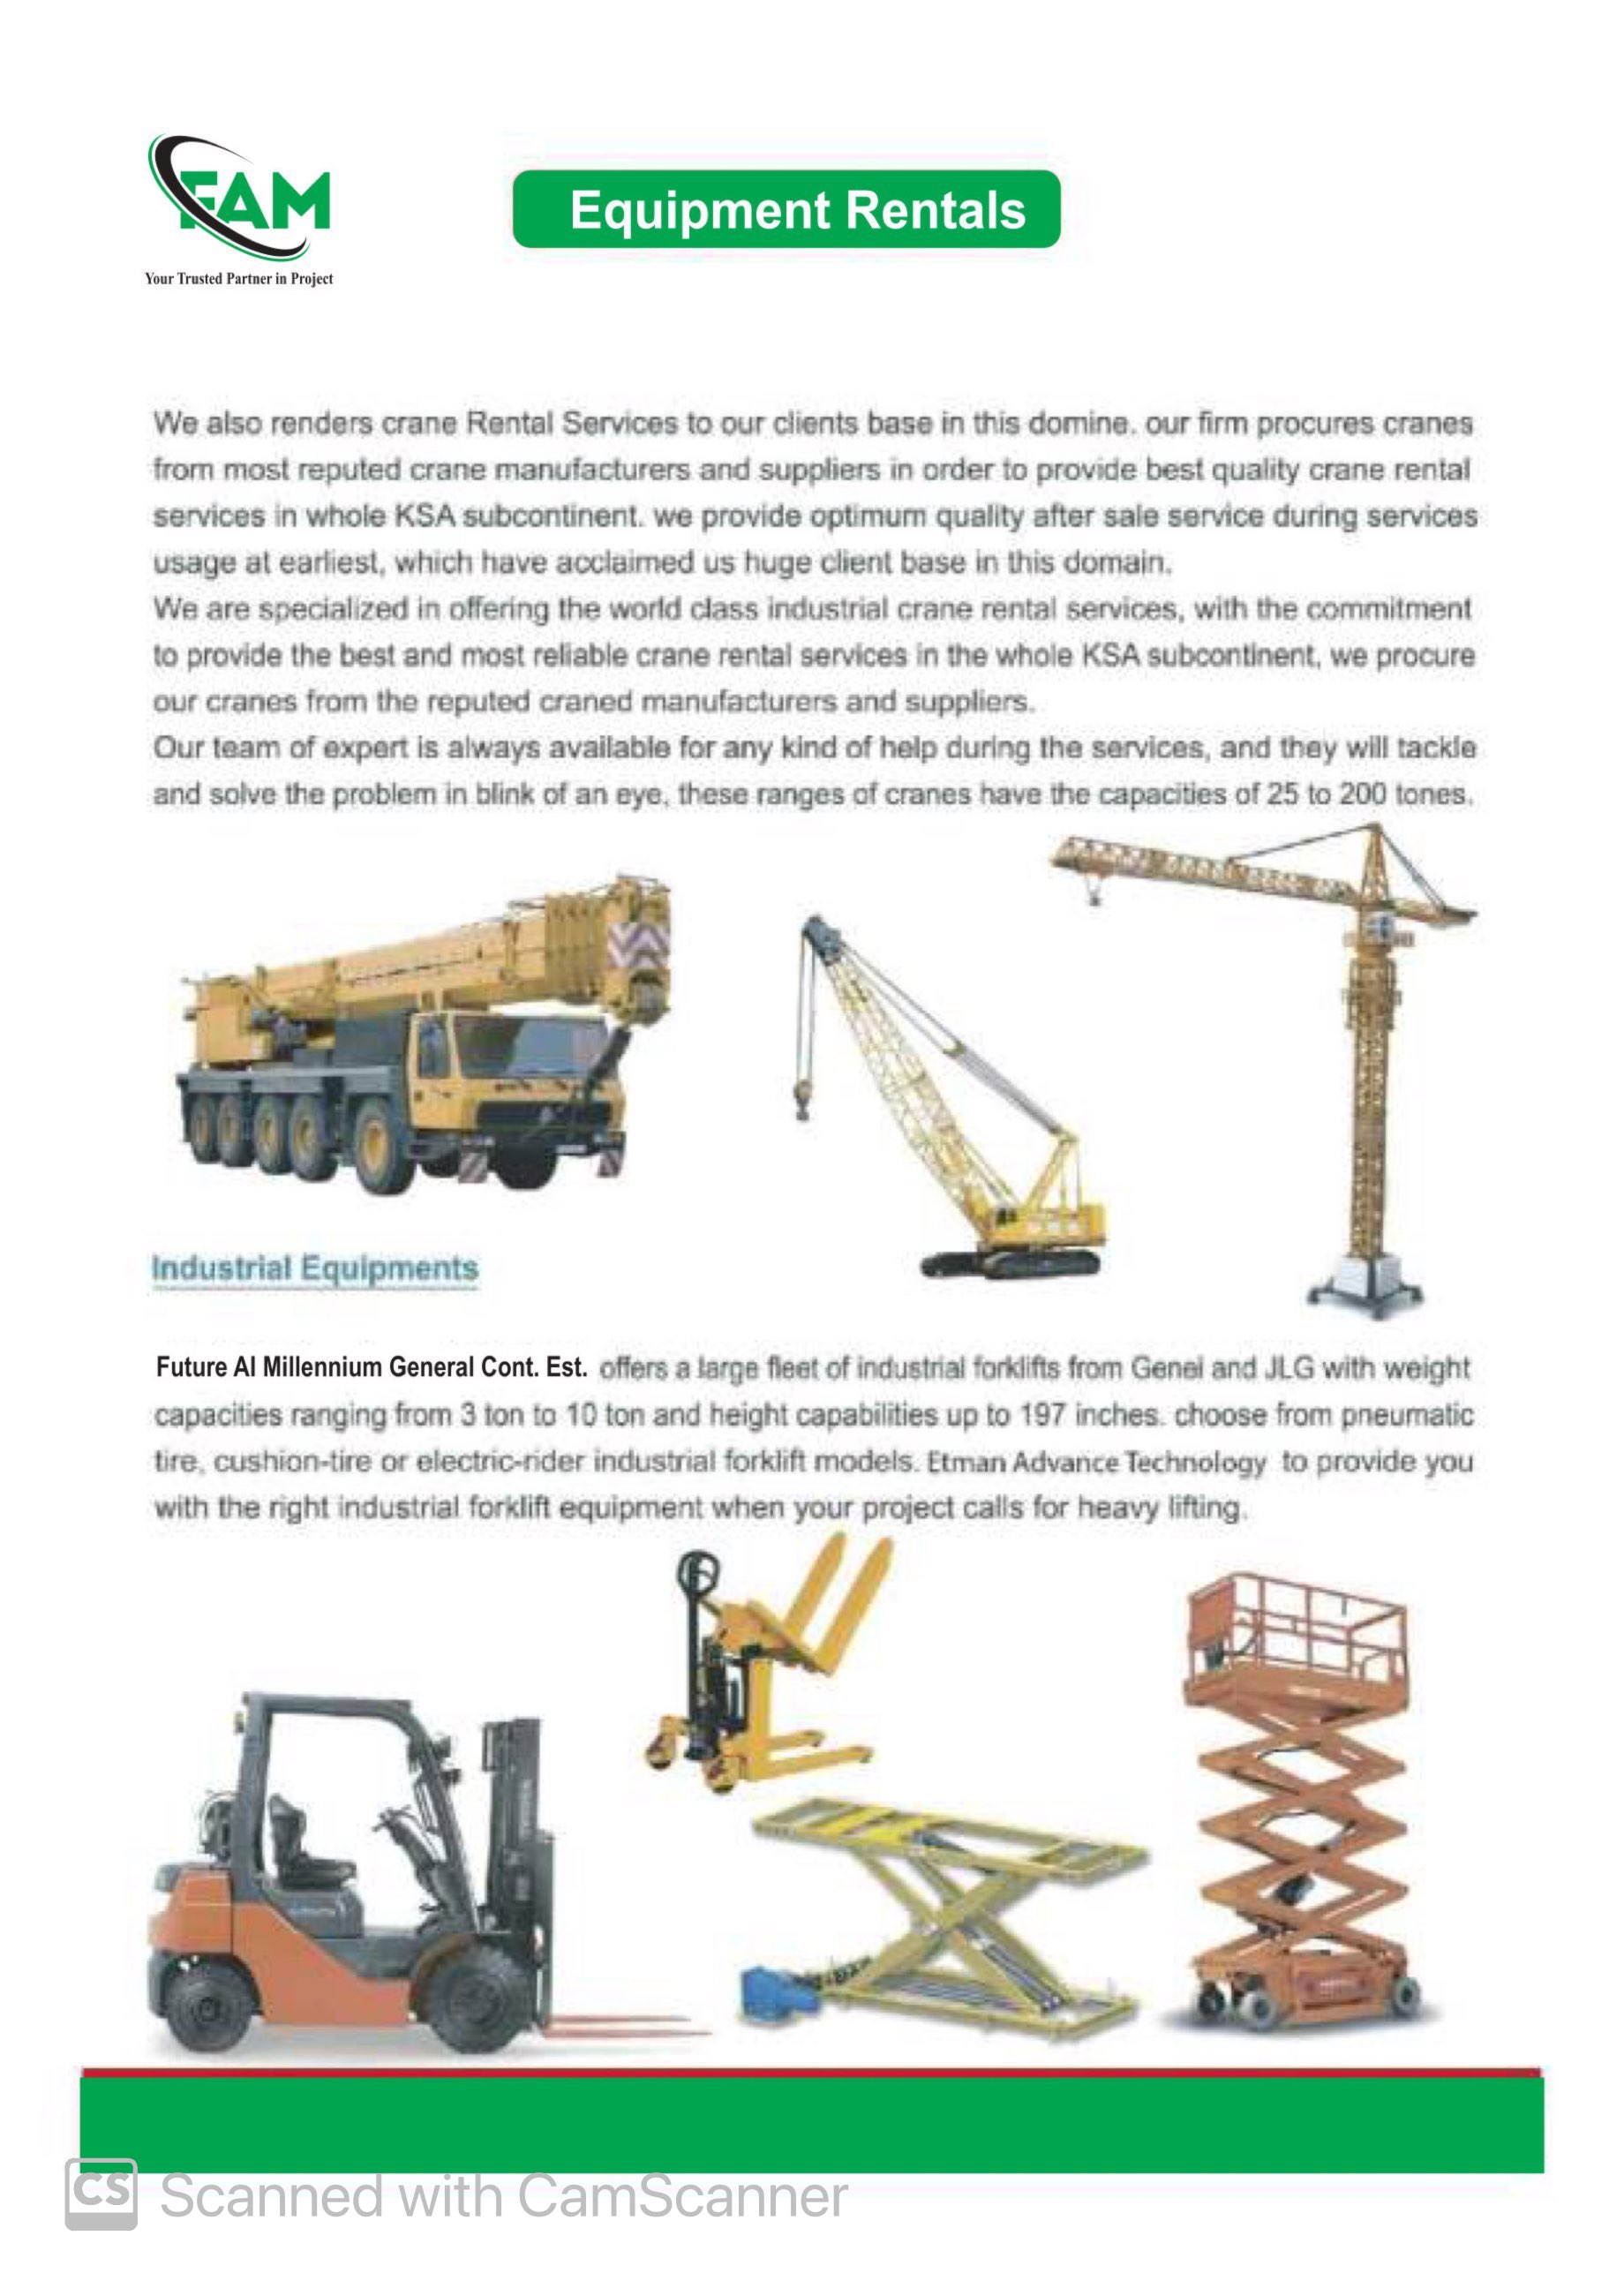 FAM
Your Trusted Partner in Project
Equipment Rentals
We also renders crane Rental Services to our clients base in this domine. our firm procures cranes
from most reputed crane manufacturers and suppliers in order to provide best quality crane rental
services in whole KSA subcontinent. we provide optimum quality after sale service during services
usage at earliest, which have acclaimed us huge client base in this domain.
We are specialized in offering the world class industrial crane rental services, with the commitment
to provide the best and most reliable crane rental services in the whole KSA subcontinent, we procure
our cranes from the reputed craned manufacturers and suppliers.
Our team of expert is always available for any kind of help during the services, and they will tackle
and solve the problem in blink of an eye, these ranges of cranes have the capacities of 25 to 200 tones.
Industrial Equipments
Future Al Millennium General Cont. Est. offers a large fleet of industrial forklifts from Genei and JLG with weight
capacities ranging from 3 ton to 10 ton and height capabilities up to 197 inches. choose from pneumatic
tire, cushion-tire or electric-rider industrial forklift models. Etman Advance Technology to provide you
with the right industrial forklift equipment when your project calls for heavy lifting.
CS Scanned with CamScanner